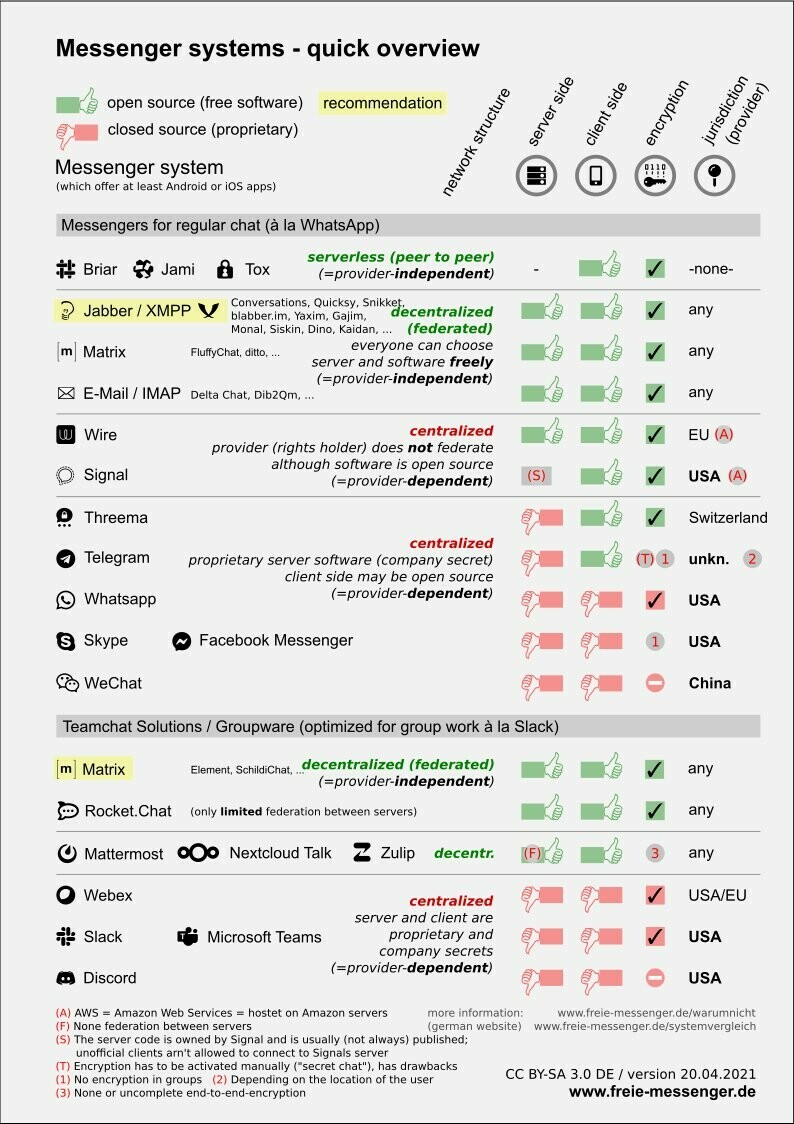 Messenger systems - quick overview
open source (free software) recommendation
closed source (proprietary)
Messenger system
(which offer at least Android or iOS apps)
network structure
server side
client side
encryption
jurisdiction
(provider)
0110
Messengers for regular chat (à la WhatsApp)
Briar Jami Tox serverless (peer to peer) - -none-
(=provider-independent)
Jabber / XMPP Conversations, Quicksy, Snikket, any
blabber.im, Yaxim, Gajim,
Monal, Siskin, Dino, Kaidan, ...
decentralized
(federated)
[m] Matrix FluffyChat, ditto, ... everyone can choose any
server and software freely
(=provider-independent)
E-Mail / IMAP Delta Chat, Dib2Qm, ... any
Wire centralized EU (A)
provider (rights holder) does not federate
although software is open source
(=provider-dependent)
Signal (S) USA (A)
Threema Switzerland
centralized
Telegram proprietary server software (company secret) (T) 1 unkn. 2
client side may be open source
(=provider-dependent)
Whatsapp USA
Skype Facebook Messenger 1 USA
WeChat China
Teamchat Solutions / Groupware (optimized for group work à la Slack)
[m] Matrix Element, SchildiChat, ... decentralized (federated) any
(=provider-independent)
Rocket.Chat (only limited federation between servers) any
Mattermost Nextcloud Talk Zulip decentr. (F) 3 any
Webex centralized USA/EU
server and client are
Slack Microsoft Teams proprietary and USA
company secrets
(=provider-dependent)
Discord USA
(A) AWS = Amazon Web Services = hostet on Amazon servers
(F) None federation between servers
(S) The server code is owned by Signal and is usually (not always) published;
unofficial clients arn't allowed to connect to Signals server
(T) Encryption has to be activated manually ("secret chat"), has drawbacks
(1) No encryption in groups (2) Depending on the location of the user
(3) None or uncomplete end-to-end-encryption
more information: www.freie-messenger.de/warumnicht
(german website) www.freie-messenger.de/systemvergleich
CC BY-SA 3.0 DE / version 20.04.2021
www.freie-messenger.de